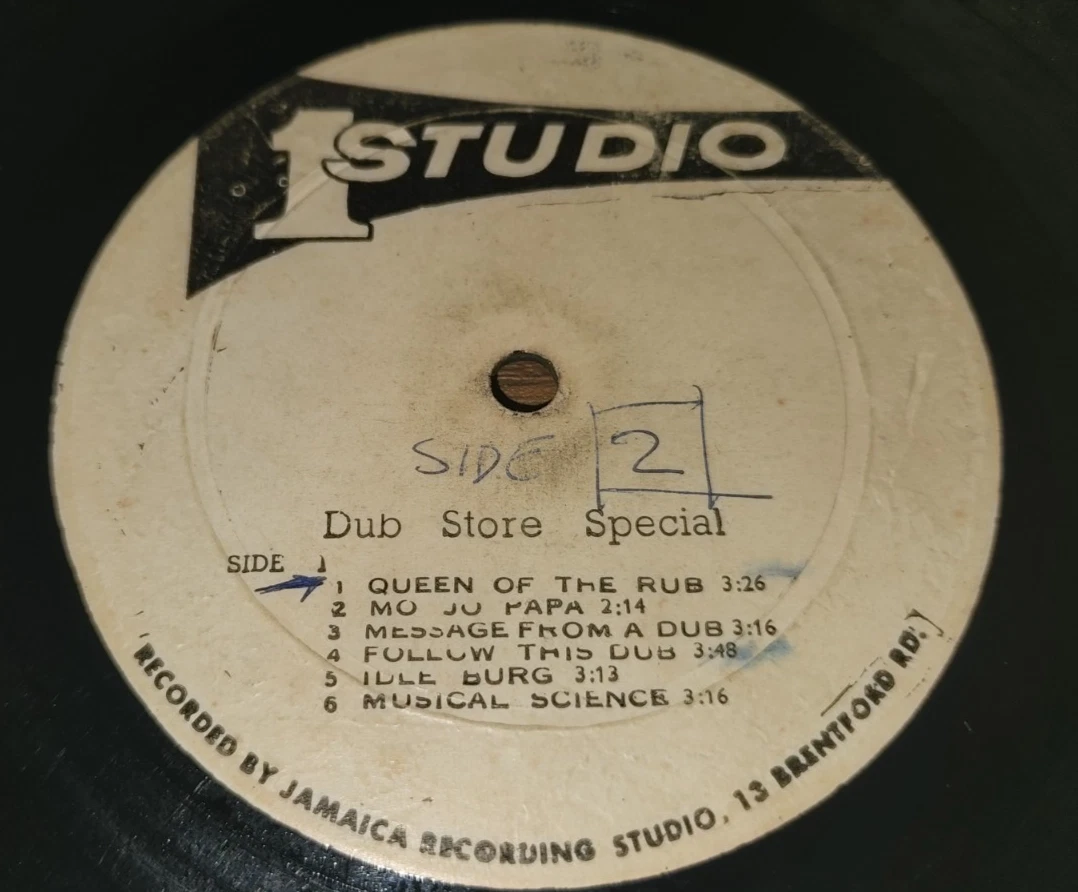 1 STUDIO
SIDE 2
Dub Store Special
SIDE 1
1 QUEEN OF THE RUB 3:26
2 MO JO PAPA 2:14
3 MESSAGE FROM A DUB 3:16
4 FOLLOW THIS DUB 3:48
5 IDLE BURG 3:13
6 MUSICAL SCIENCE 3:16
RECORDED BY JAMAICA RECORDING STUDIO, 13 BRENTFORD RD.